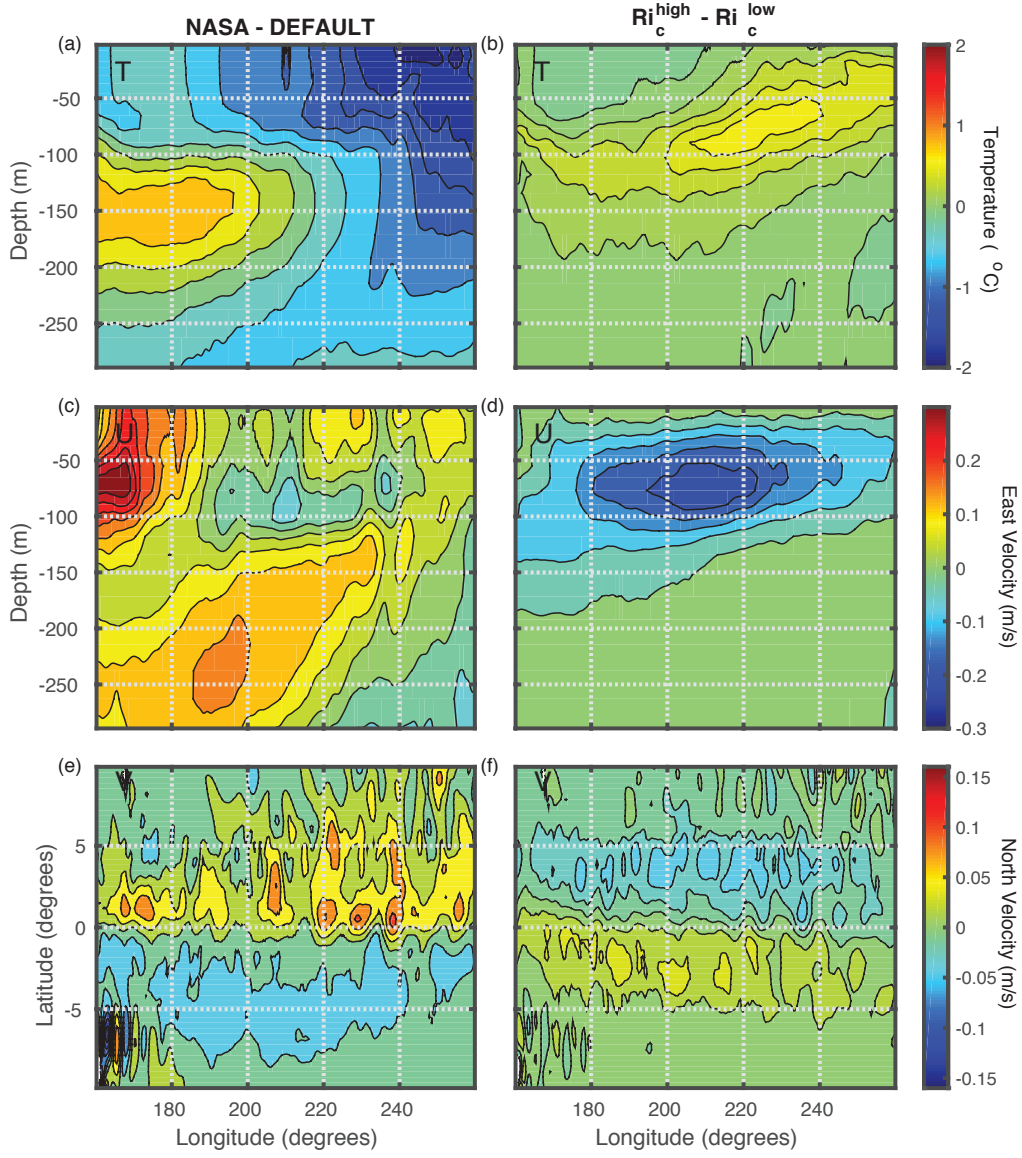 NASA - DEFAULT
Ri_c^high - Ri_c^low
(a)
T
-50
-100
-150
-200
-250
Depth (m)
(b)
T
2
1
0
-1
-2
Temperature ( °C)
(c)
U
-50
-100
-150
-200
-250
Depth (m)
(d)
U
0.2
0.1
0
-0.1
-0.2
-0.3
East Velocity (m/s)
(e)
V
5
0
-5
Latitude (degrees)
180
200
220
240
Longitude (degrees)
(f)
V
180
200
220
240
Longitude (degrees)
0.15
0.1
0.05
0
-0.05
-0.1
-0.15
North Velocity (m/s)